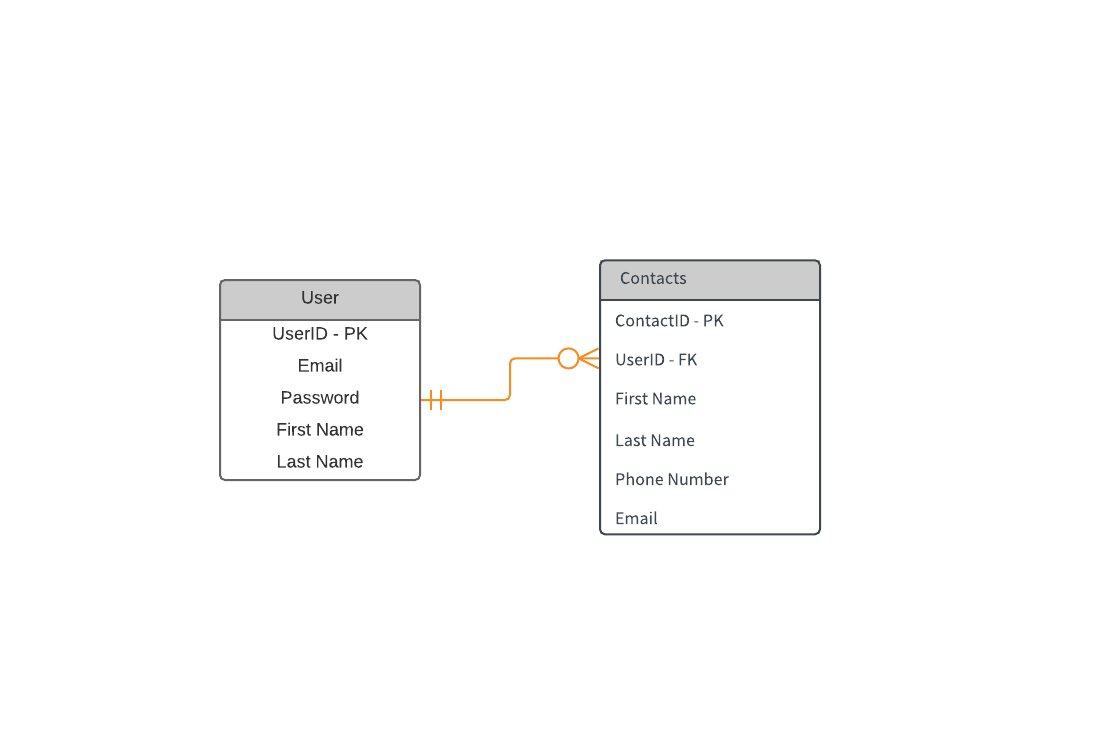 User
UserID - PK
Email
Password
First Name
Last Name
Contacts
ContactID - PK
UserID - FK
First Name
Last Name
Phone Number
Email